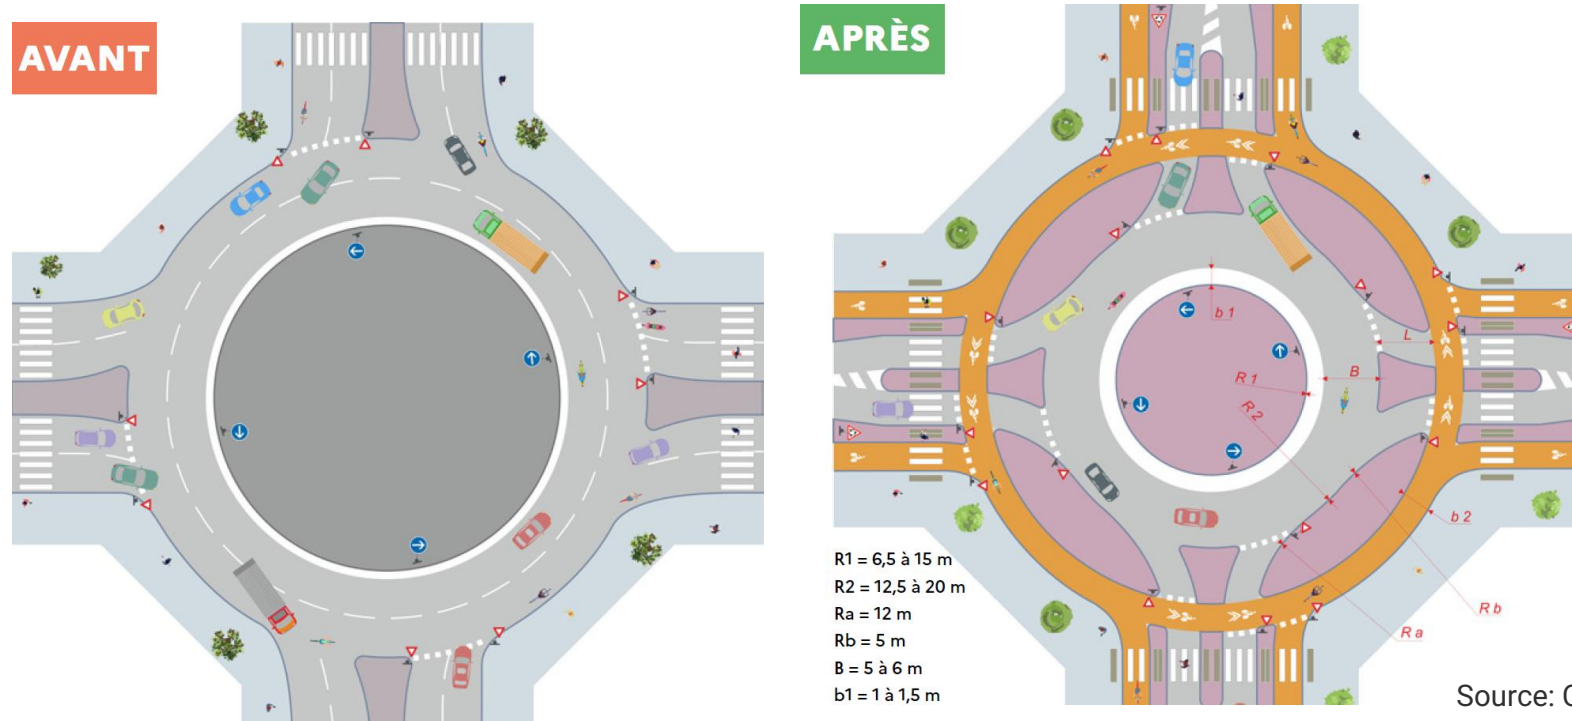 AVANT
APRÈS
b 1
L
B
R 1
R 2
b 2
R b
R a
R1 = 6,5 à 15 m
R2 = 12,5 à 20 m
Ra = 12 m
Rb = 5 m
B = 5 à 6 m
b1 = 1 à 1,5 m
Source: